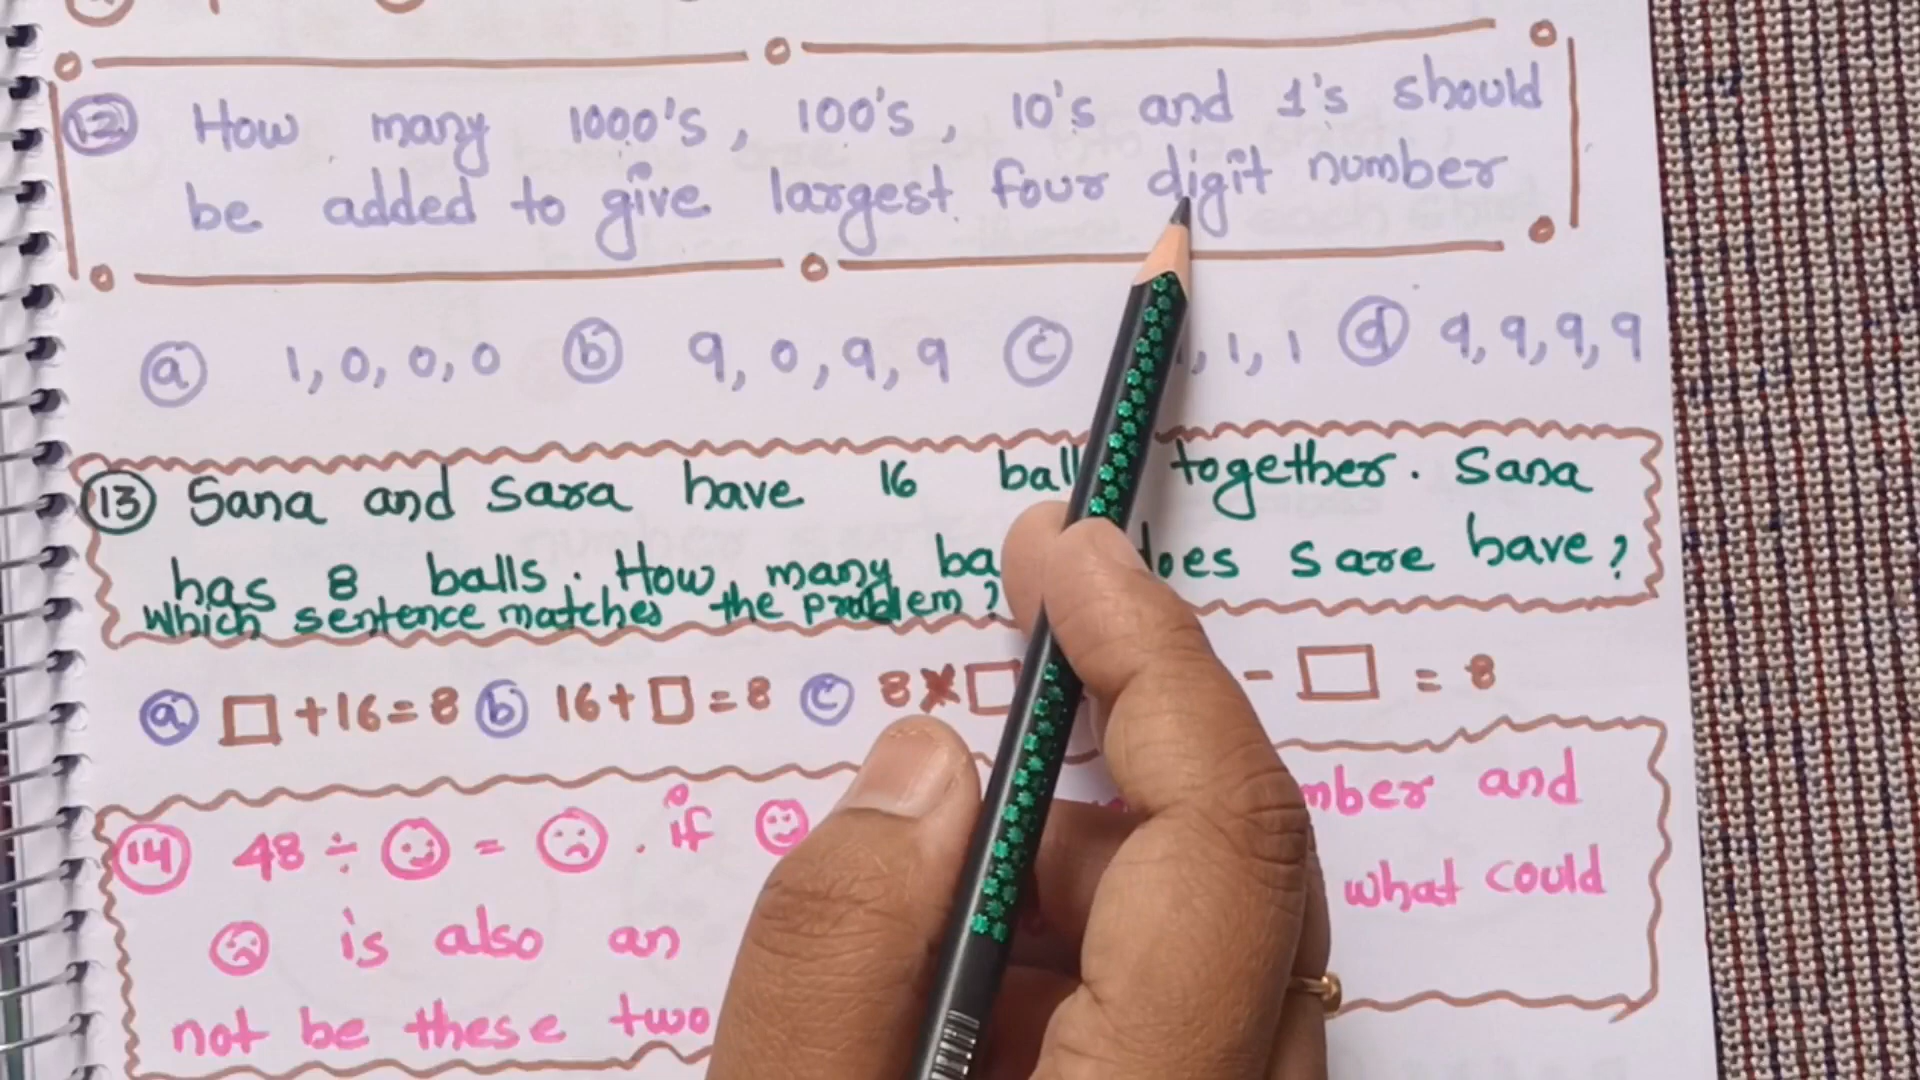 12 How many 1000's, 100's, 10's and 1's should
be added to give largest four digit number
a 1, 0, 0, 0 b 9, 0, 9, 9 c , 1, 1 d 9, 9, 9, 9
13 Sana and sara have 16 together. Sana
has 8 balls. How many does sare have?
which sentence matches the problem?
a □ + 16 = 8 b 16 + □ = 8 c 8 × □ - □ = 8
14 48 ÷ = . if and
is also an what could
not be these two